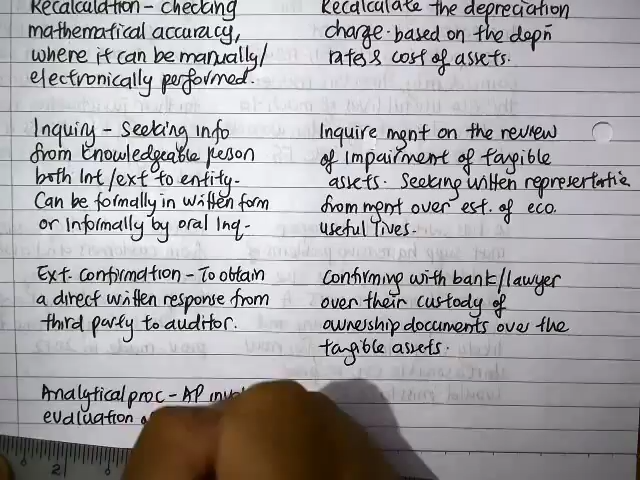 Recalculation - checking
mathematical accuracy,
where it can be manually/
electronically performed.
Recalculate the depreciation
charge based on the depn
rates & cost of assets.
Inquiry - Seeking info
from knowledgeable person
both Int/ext to entity.
Can be formally in written form
or informally by oral Inq.
Inquire mgnt on the review
of impairment of tangible
assets. Seeking written representatio
from mgnt over est. of eco.
useful lives.
Ext. confirmation - To obtain
a direct written response from
third party to auditor.
Confirming with bank/lawyer
over their custody of
ownership documents over the
tangible assets.
Analytical proc - AP inv
evaluation
2
3